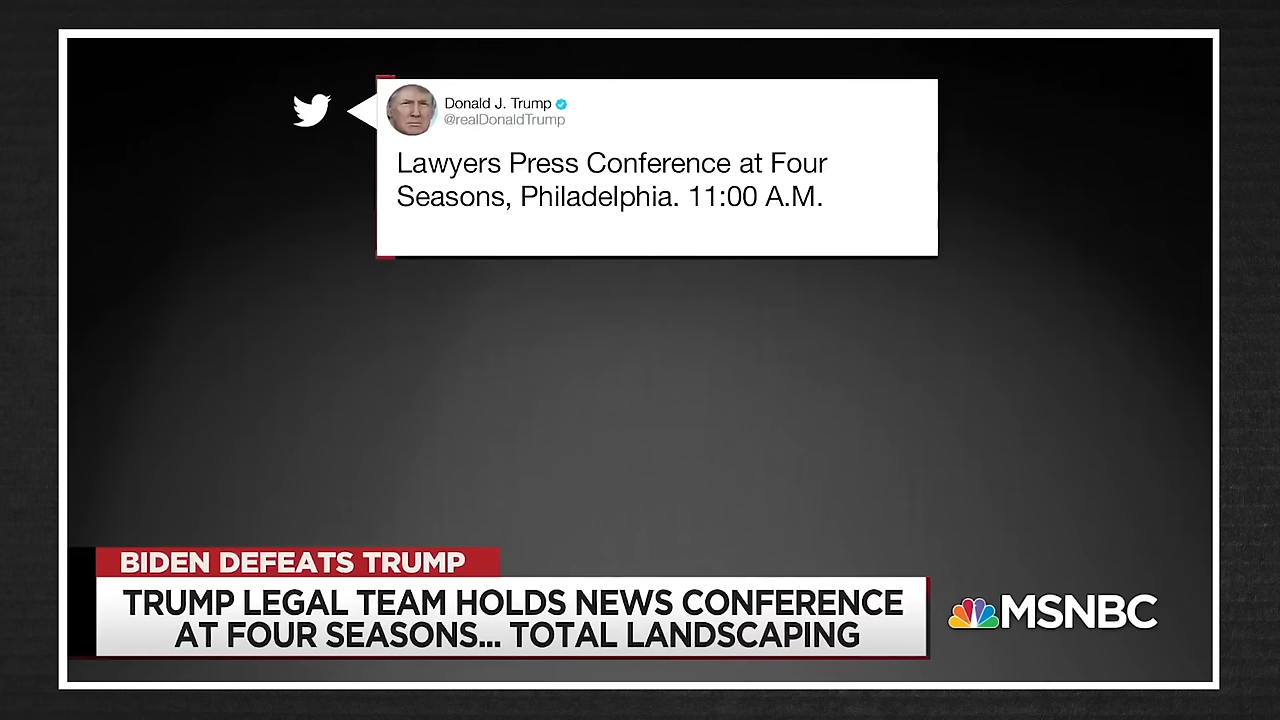 Donald J. Trump
@realDonaldTrump
Lawyers Press Conference at Four
Seasons, Philadelphia. 11:00 A.M.
BIDEN DEFEATS TRUMP
TRUMP LEGAL TEAM HOLDS NEWS CONFERENCE
AT FOUR SEASONS... TOTAL LANDSCAPING
MSNBC